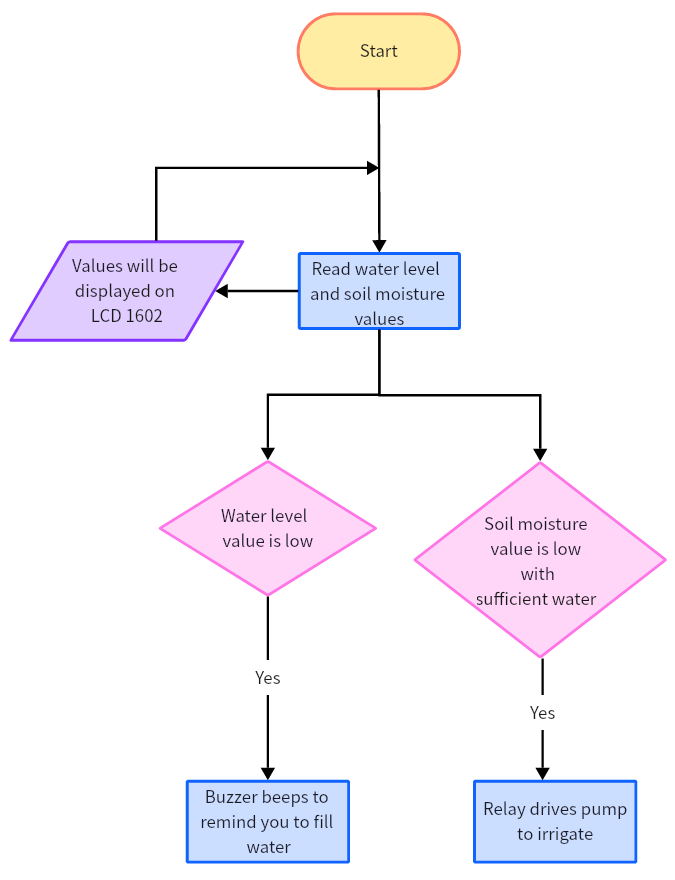 Start
Values will be
displayed on
LCD 1602
Read water level
and soil moisture
values
Water level
value is low
Soil moisture
value is low
with
sufficient water
Yes
Yes
Buzzer beeps to
remind you to fill
water
Relay drives pump
to irrigate